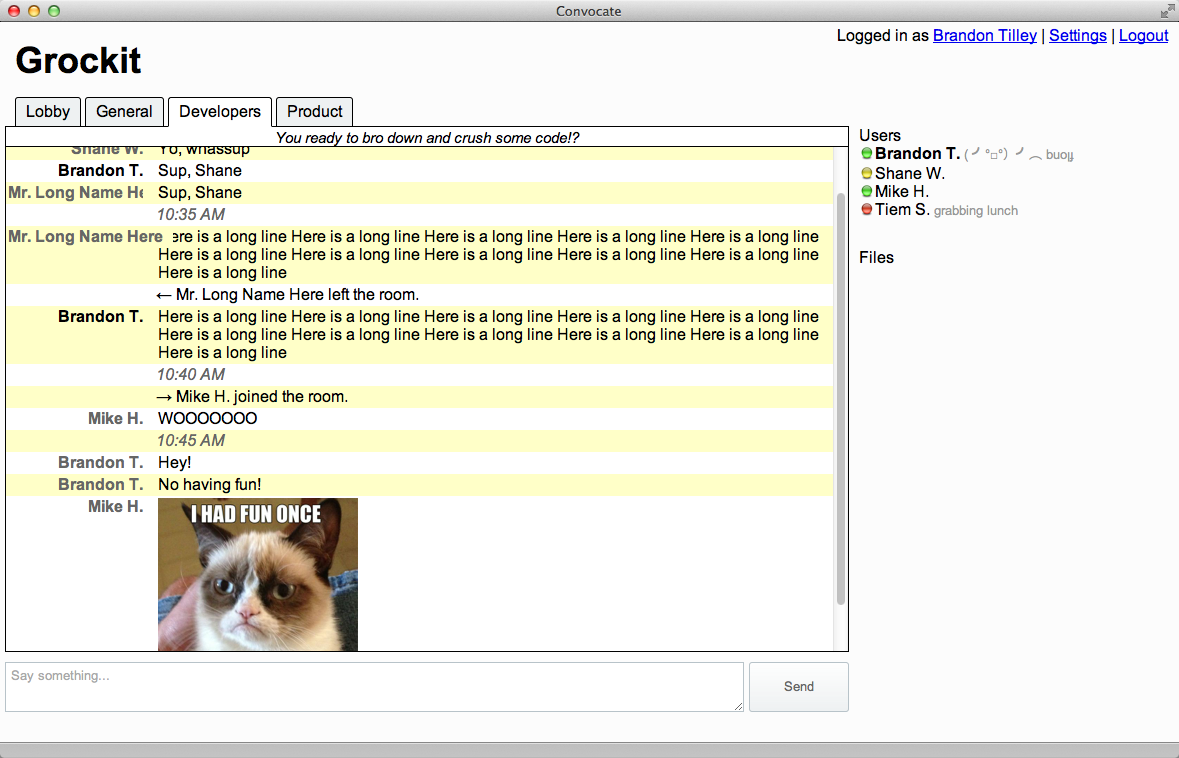 Convocate
Logged in as Brandon Tilley | Settings | Logout
Grockit
Lobby General Developers Product
You ready to bro down and crush some code!?
Shane W. Yo, whassup
Brandon T. Sup, Shane
Mr. Long Name He Sup, Shane
10:35 AM
Mr. Long Name Here ere is a long line Here is a long line Here is a long line Here is a long line Here is a long line
Here is a long line Here is a long line Here is a long line Here is a long line Here is a long line
Here is a long line
← Mr. Long Name Here left the room.
Brandon T. Here is a long line Here is a long line Here is a long line Here is a long line Here is a long line
Here is a long line Here is a long line Here is a long line Here is a long line Here is a long line
Here is a long line
10:40 AM
→ Mike H. joined the room.
Mike H. WOOOOOOO
10:45 AM
Brandon T. Hey!
Brandon T. No having fun!
Mike H.
I HAD FUN ONCE
Say something...
Send
Users
Brandon T. (╯°□°)╯︵ buoɟ
Shane W.
Mike H.
Tiem S. grabbing lunch
Files